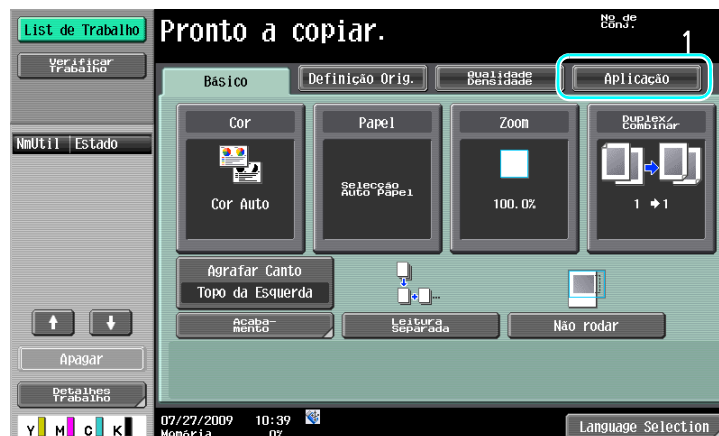 List de Trabalho
Verificar
Trabalho
NmUtil Estado
Apagar
Detalhes
Trabalho
Y M C K
Pronto a copiar.
No de
Conj.
1
Básico
Definição Orig.
Qualidade
Densidade
Aplicação
Cor
Cor Auto
Papel
Selecção
Auto Papel
Zoom
100.0%
Duplex/
Combinar
1 1
Agrafar Canto
Topo da Esquerda
Acaba-
mento
Leitura
Separada
Não rodar
07/27/2009 10:39
Memória 0%
Language Selection